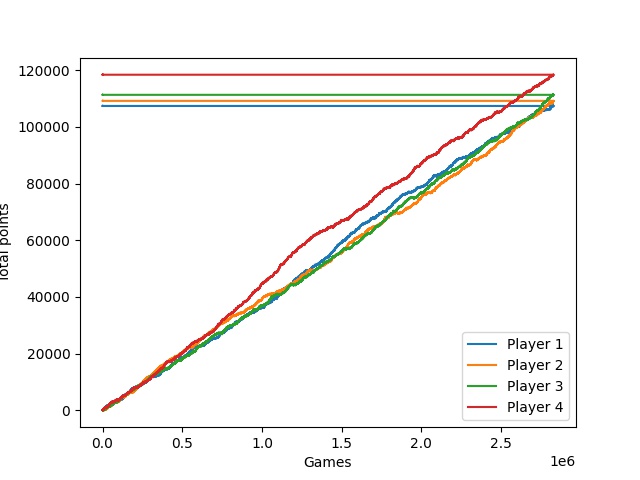 120000
100000
80000
60000
40000
20000
0
Total points
0.0 0.5 1.0 1.5 2.0 2.5
1e6
Games
Player 1
Player 2
Player 3
Player 4